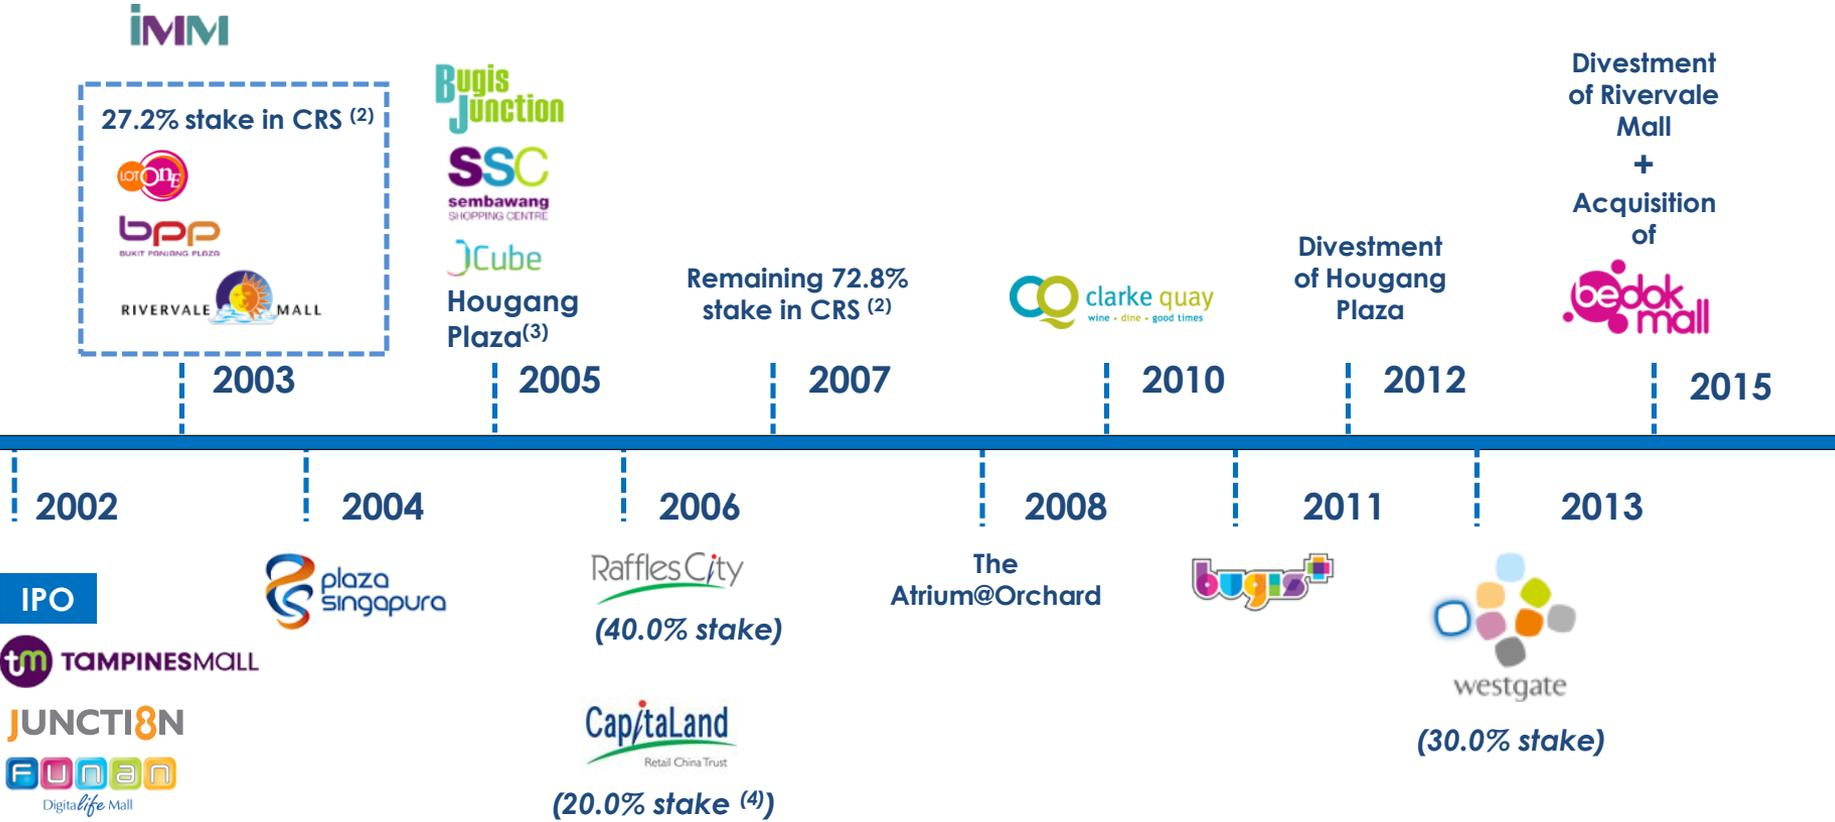 IMM
27.2% stake in CRS (2)
LOT One
bpp
BUKIT PANJANG PLAZA
RIVERVALE MALL
2003
Bugis
Junction
SSC
sembawang
SHOPPING CENTRE
JCube
Hougang
Plaza(3)
2005
Remaining 72.8%
stake in CRS (2)
2007
CQ clarke quay
wine • dine • good times
2010
Divestment
of Hougang
Plaza
2012
Divestment
of Rivervale
Mall
+
Acquisition
of
bedok
mall
2015
2002
IPO
tm TAMPINESMALL
JUNCTI8N
FUNAN
Digitalife Mall
2004
plaza
singapura
2006
Raffles City
(40.0% stake)
CapitaLand
Retail China Trust
(20.0% stake (4))
2008
The
Atrium@Orchard
2011
bugis+
2013
westgate
(30.0% stake)